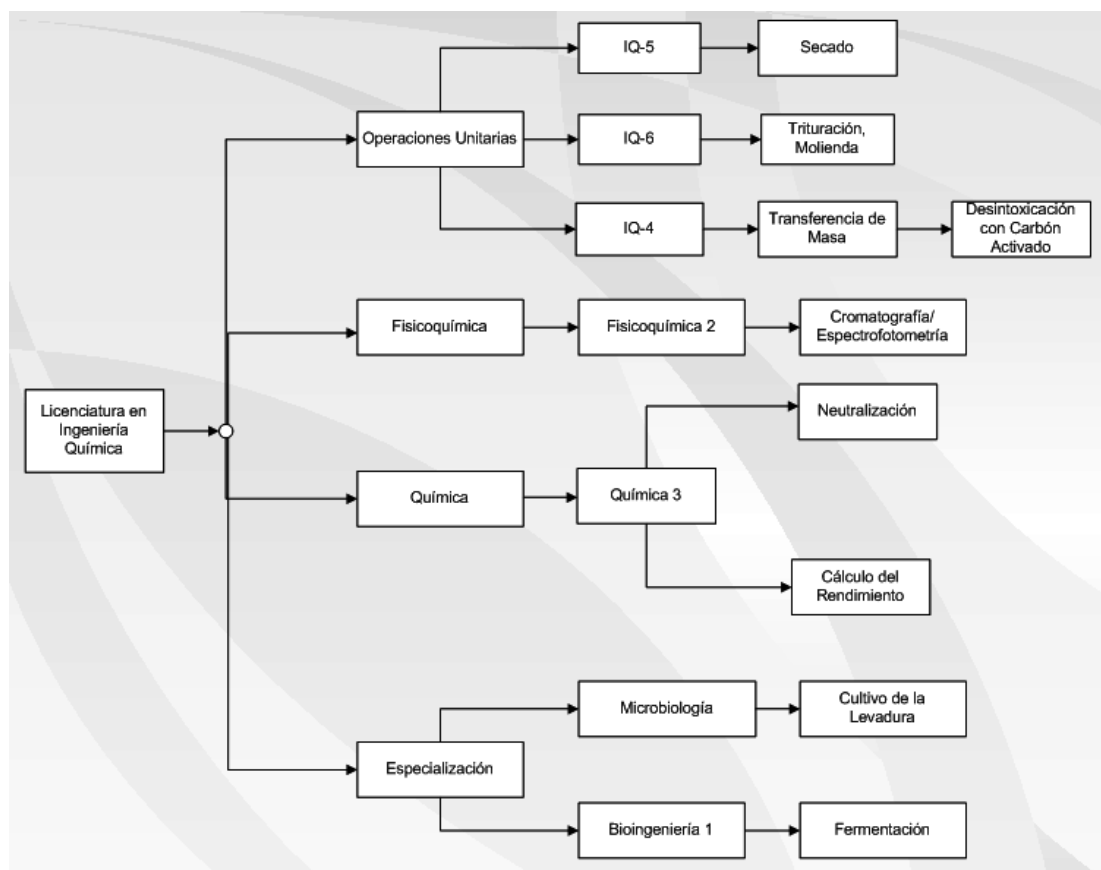 IQ-5
Secado
Operaciones Unitarias
IQ-6
Trituración,
Molienda
IQ-4
Transferencia de
Masa
Desintoxicación
con Carbón
Activado
Fisicoquímica
Fisicoquímica 2
Cromatografía/
Espectrofotometría
Licenciatura en
Ingeniería
Química
Neutralización
Química
Química 3
Cálculo del
Rendimiento
Microbiología
Cultivo de la
Levadura
Especialización
Bioingeniería 1
Fermentación